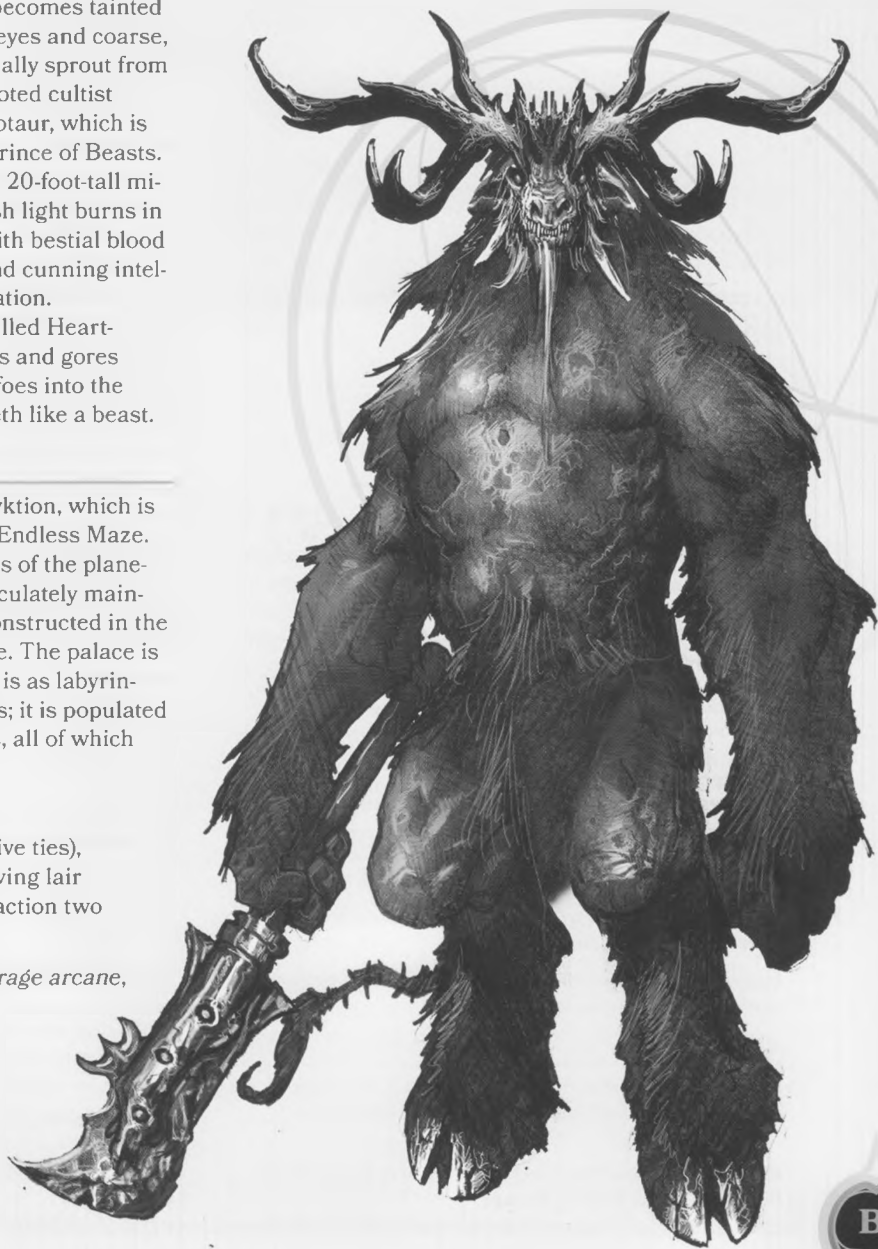 becomes tainted
eyes and coarse,
ally sprout from
oted cultist
otaur, which is
rince of Beasts.
20-foot-tall mi-
sh light burns in
ith bestial blood
nd cunning intel-
ation.
lled Heart-
s and gores
foes into the
eth like a beast.
yktion, which is
Endless Maze.
s of the plane-
culately main-
onstructed in the
e. The palace is
is as labyrin-
s; it is populated
, all of which
ive ties),
ving lair
action two
rage arcane,
B